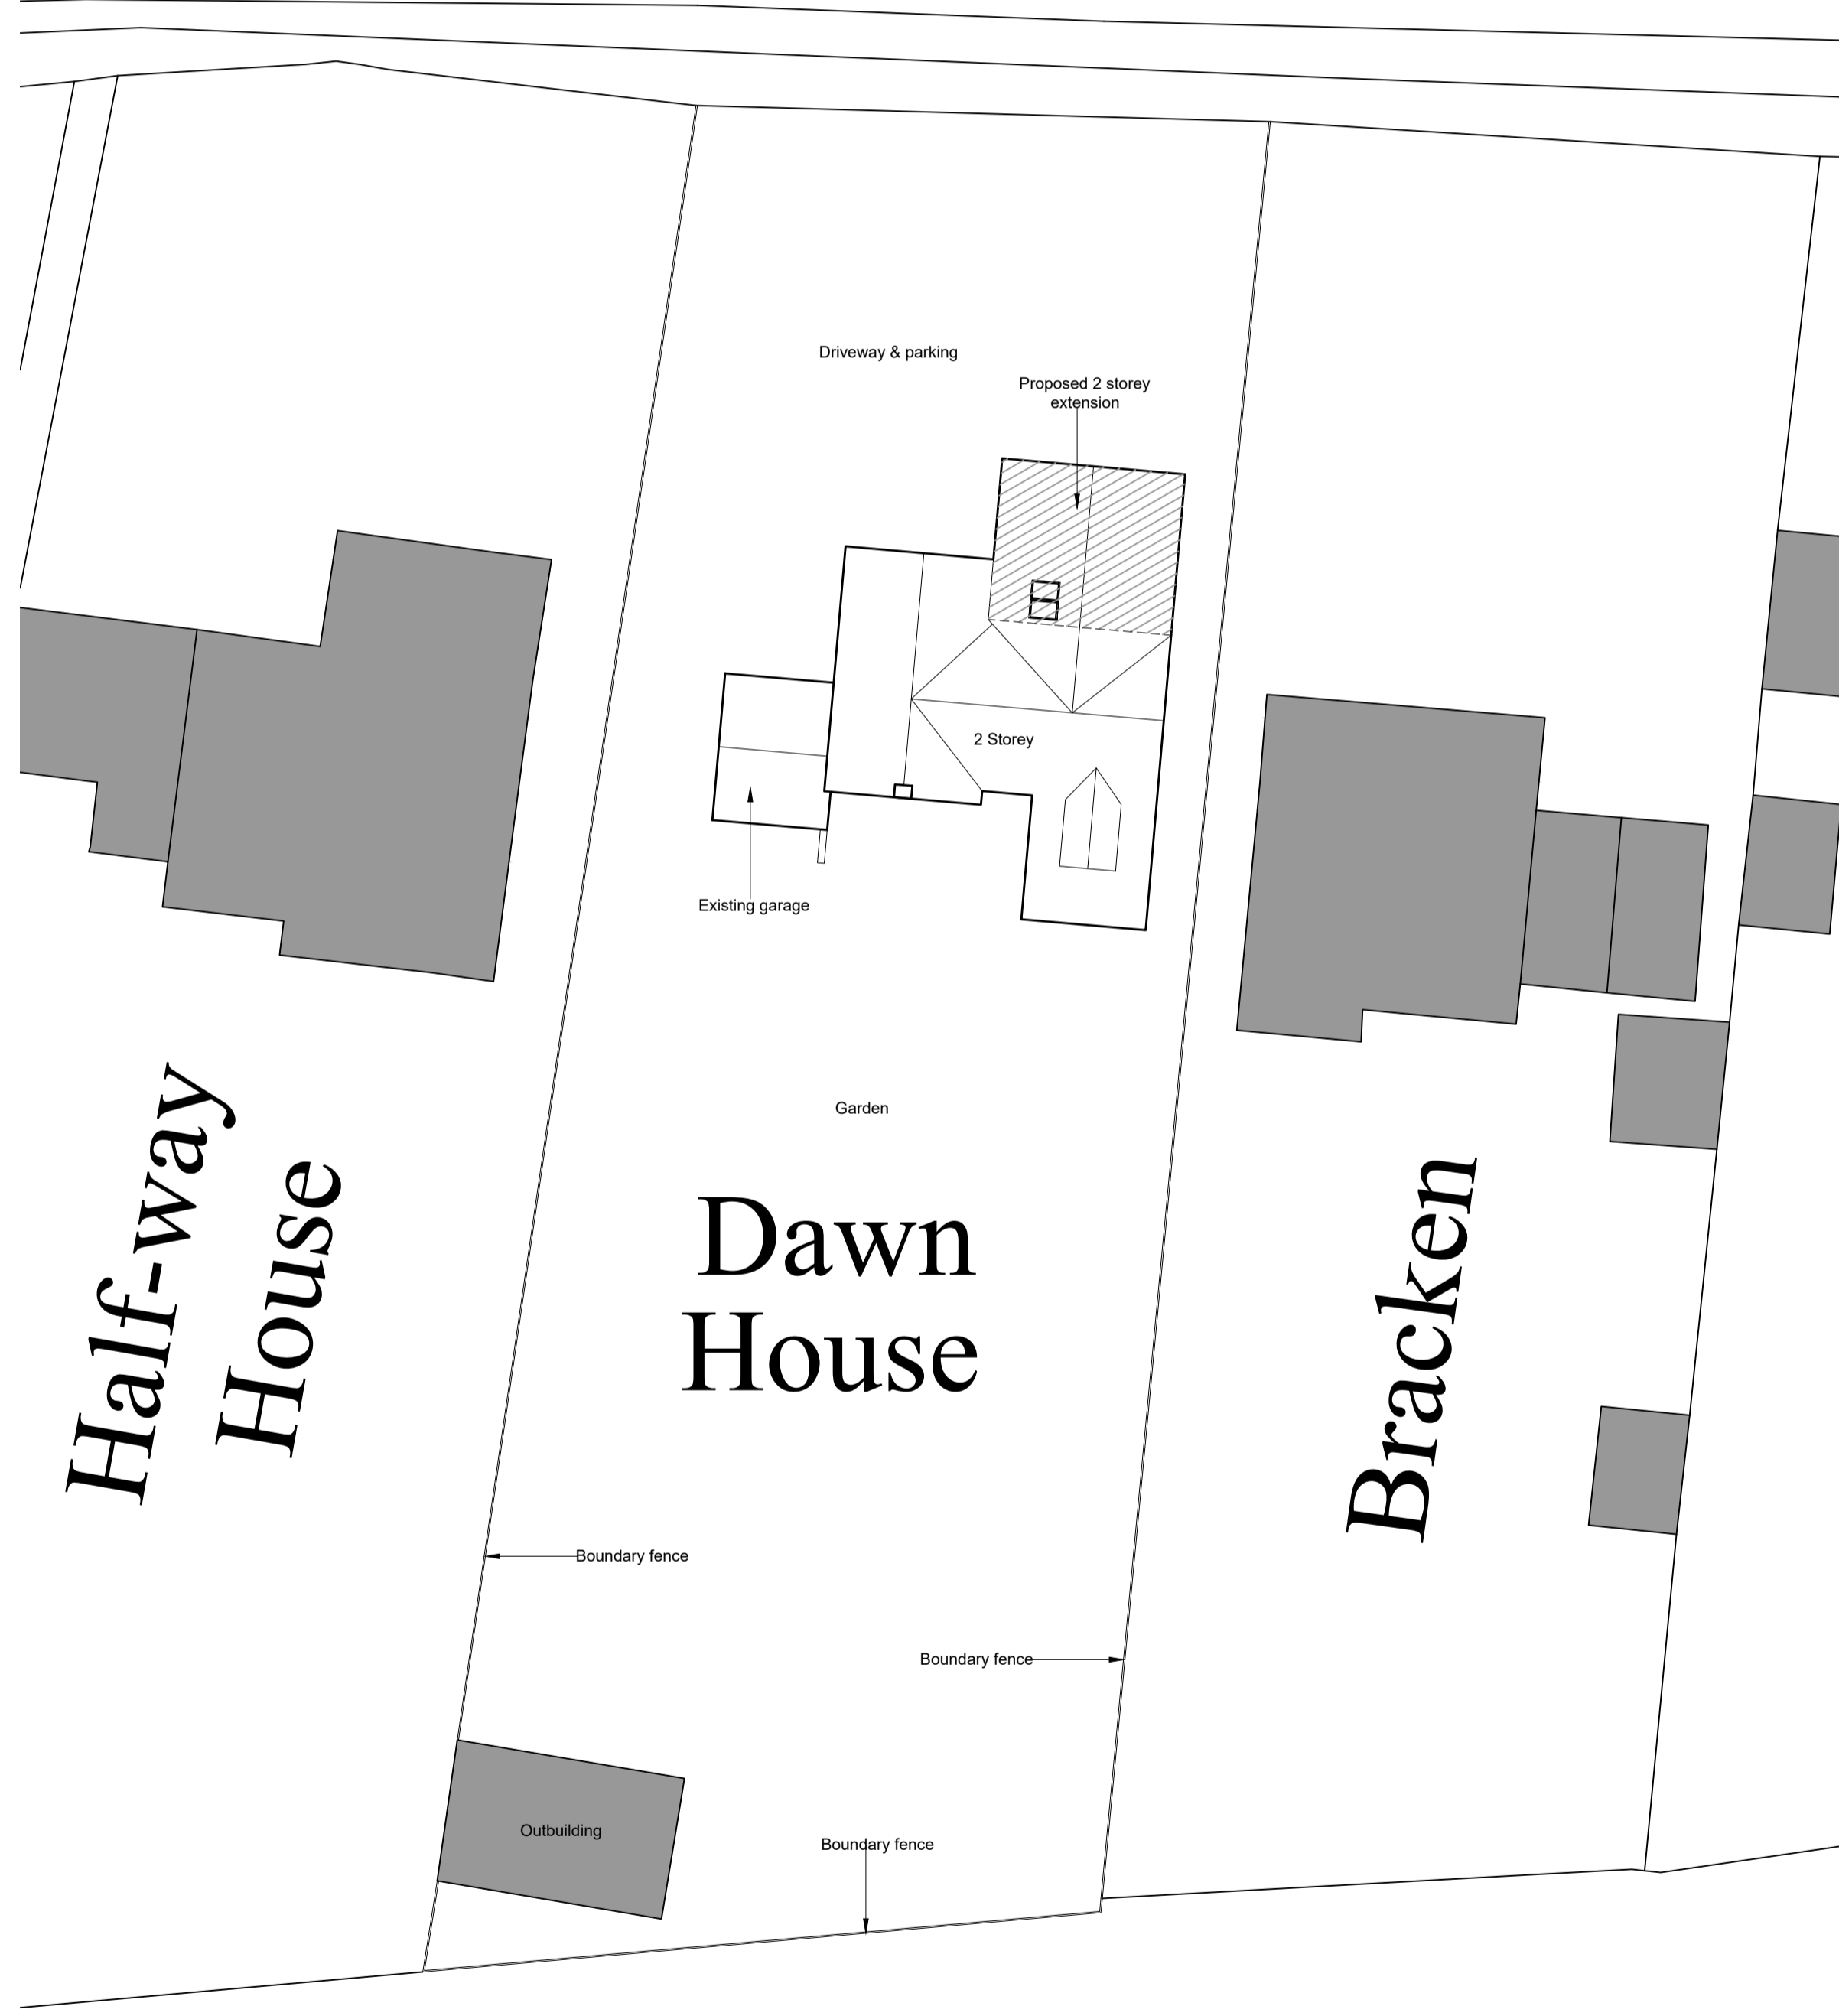 Driveway & parking
Proposed 2 storey
extension
2 Storey
Existing garage
Garden
Half-way
House
Dawn
House
Bracken
Boundary fence
Boundary fence
Outbuilding
Boundary fence